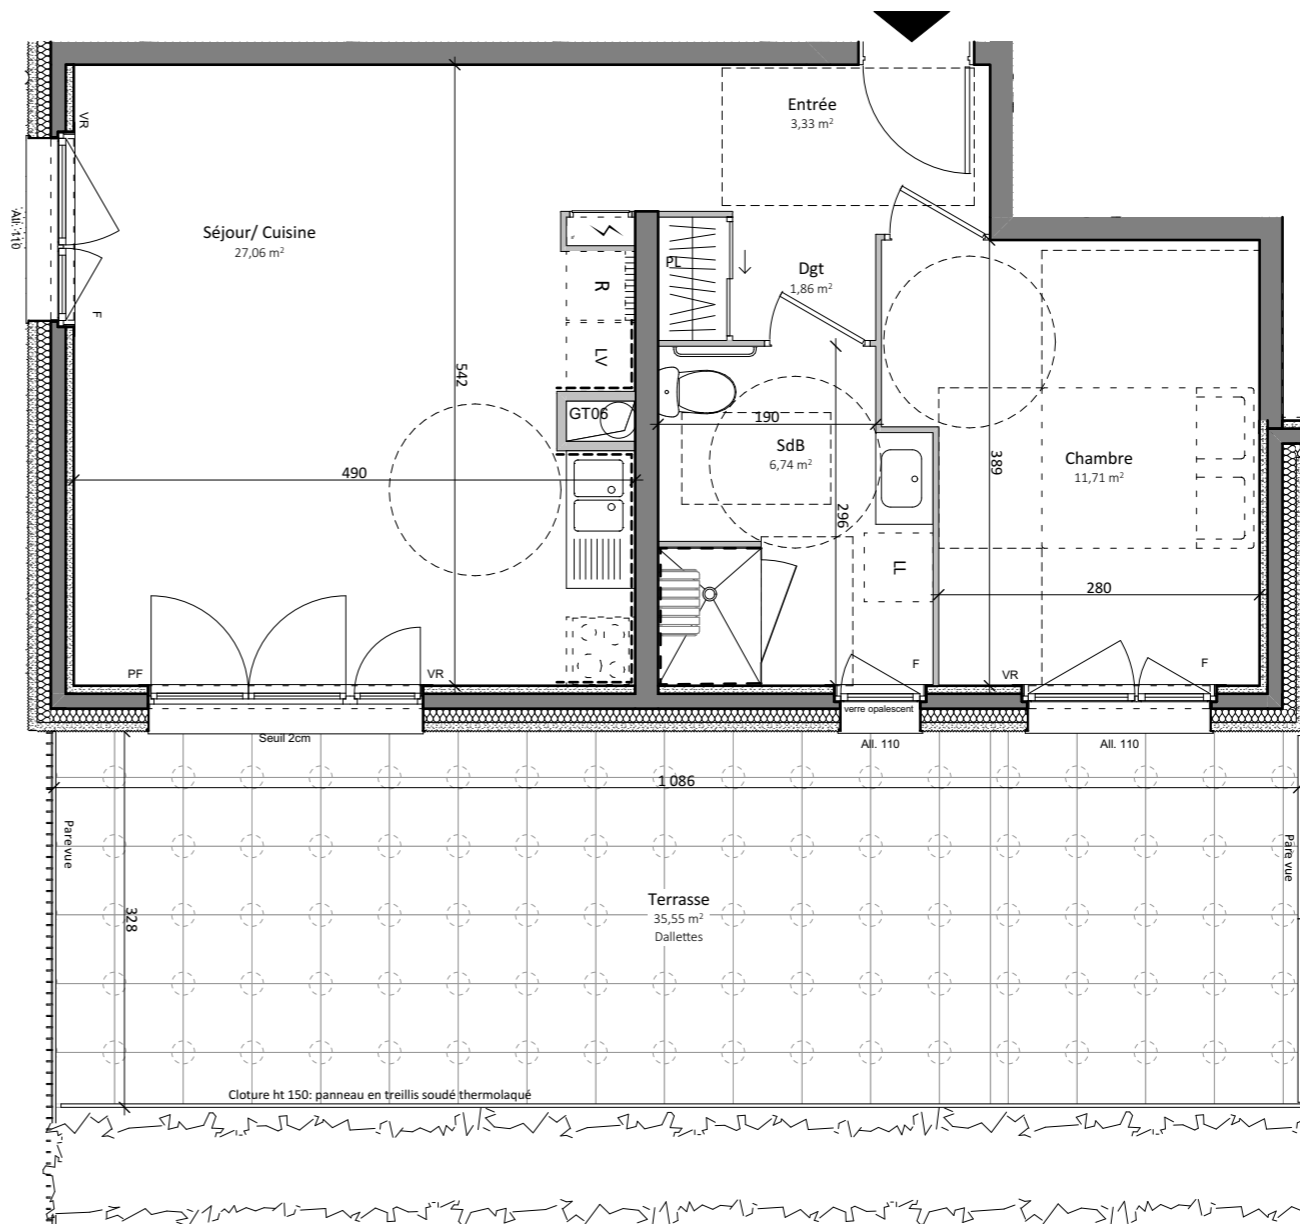 Entrée
3,33 m²
VR
All. 110
Séjour/ Cuisine
27,06 m²
F
PL
Dgt
1,86 m²
R
LV
542
GT06
190
SdB
6,74 m²
490
389
Chambre
11,71 m²
296
LL
280
PF
VR
F
VR
F
verre opalescent
Seuil 2cm
All. 110
All. 110
1 086
Pare vue
Pare vue
328
Terrasse
35,55 m²
Dallettes
Cloture ht 150: panneau en treillis soudé thermolaqué